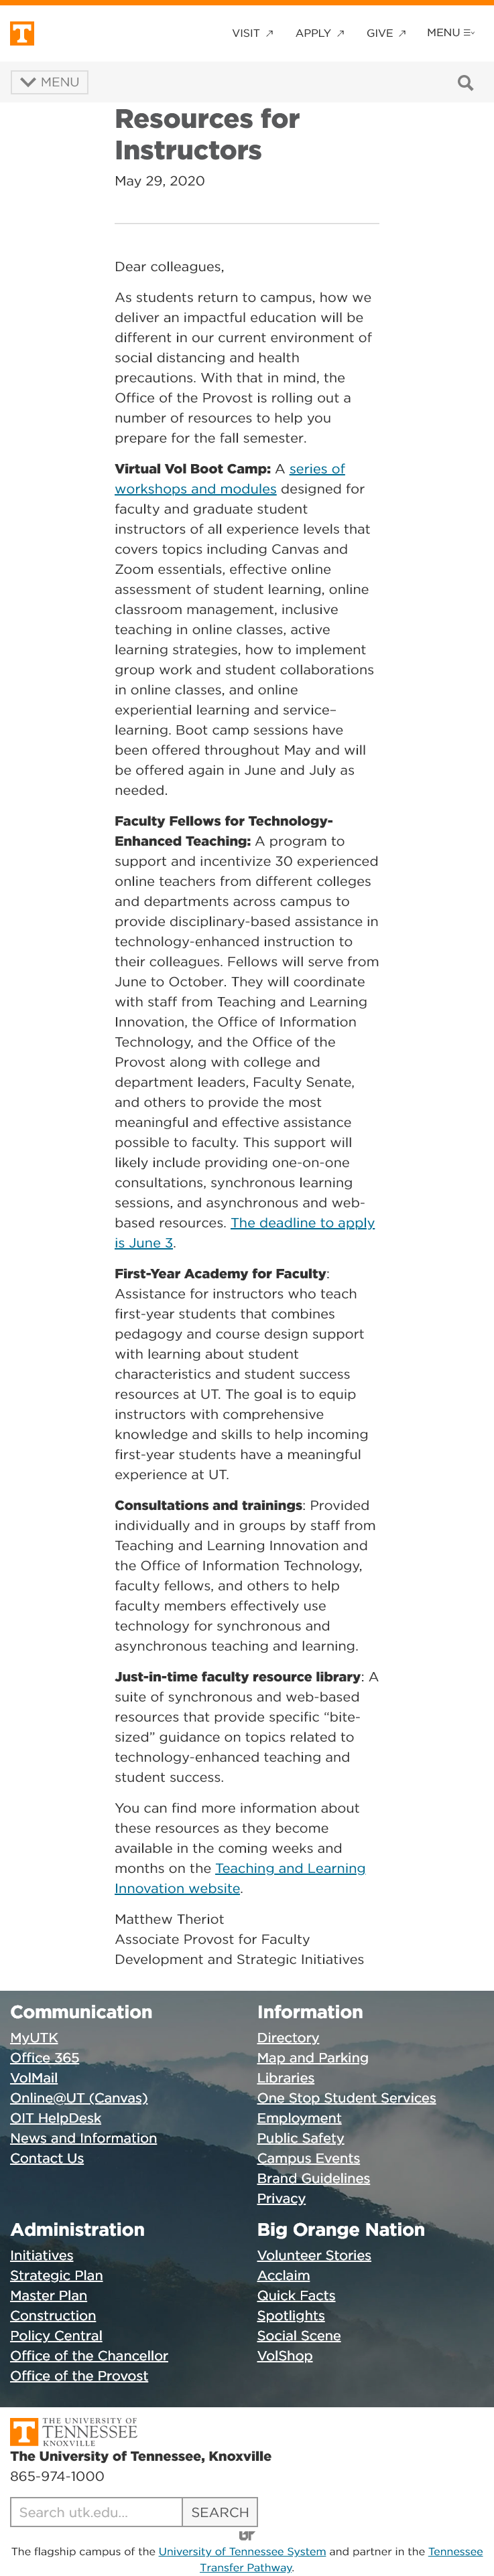 VISIT APPLY GIVE MENU
MENU
Resources for
Instructors
May 29, 2020
Dear colleagues,
As students return to campus, how we
deliver an impactful education will be
different in our current environment of
social distancing and health
precautions. With that in mind, the
Office of the Provost is rolling out a
number of resources to help you
prepare for the fall semester.
Virtual Vol Boot Camp: A series of
workshops and modules designed for
faculty and graduate student
instructors of all experience levels that
covers topics including Canvas and
Zoom essentials, effective online
assessment of student learning, online
classroom management, inclusive
teaching in online classes, active
learning strategies, how to implement
group work and student collaborations
in online classes, and online
experiential learning and service–
learning. Boot camp sessions have
been offered throughout May and will
be offered again in June and July as
needed.
Faculty Fellows for Technology-
Enhanced Teaching: A program to
support and incentivize 30 experienced
online teachers from different colleges
and departments across campus to
provide disciplinary-based assistance in
technology-enhanced instruction to
their colleagues. Fellows will serve from
June to October. They will coordinate
with staff from Teaching and Learning
Innovation, the Office of Information
Technology, and the Office of the
Provost along with college and
department leaders, Faculty Senate,
and others to provide the most
meaningful and effective assistance
possible to faculty. This support will
likely include providing one-on-one
consultations, synchronous learning
sessions, and asynchronous and web-
based resources. The deadline to apply
is June 3.
First-Year Academy for Faculty:
Assistance for instructors who teach
first-year students that combines
pedagogy and course design support
with learning about student
characteristics and student success
resources at UT. The goal is to equip
instructors with comprehensive
knowledge and skills to help incoming
first-year students have a meaningful
experience at UT.
Consultations and trainings: Provided
individually and in groups by staff from
Teaching and Learning Innovation and
the Office of Information Technology,
faculty fellows, and others to help
faculty members effectively use
technology for synchronous and
asynchronous teaching and learning.
Just-in-time faculty resource library: A
suite of synchronous and web-based
resources that provide specific “bite-
sized” guidance on topics related to
technology-enhanced teaching and
student success.
You can find more information about
these resources as they become
available in the coming weeks and
months on the Teaching and Learning
Innovation website.
Matthew Theriot
Associate Provost for Faculty
Development and Strategic Initiatives
Communication
MyUTK
Office 365
VolMail
Online@UT (Canvas)
OIT HelpDesk
News and Information
Contact Us
Information
Directory
Map and Parking
Libraries
One Stop Student Services
Employment
Public Safety
Campus Events
Brand Guidelines
Privacy
Administration
Initiatives
Strategic Plan
Master Plan
Construction
Policy Central
Office of the Chancellor
Office of the Provost
Big Orange Nation
Volunteer Stories
Acclaim
Quick Facts
Spotlights
Social Scene
VolShop
T THE UNIVERSITY OF
TENNESSEE
KNOXVILLE
The University of Tennessee, Knoxville
865-974-1000
Search utk.edu... SEARCH
UT
The flagship campus of the University of Tennessee System and partner in the Tennessee
Transfer Pathway.